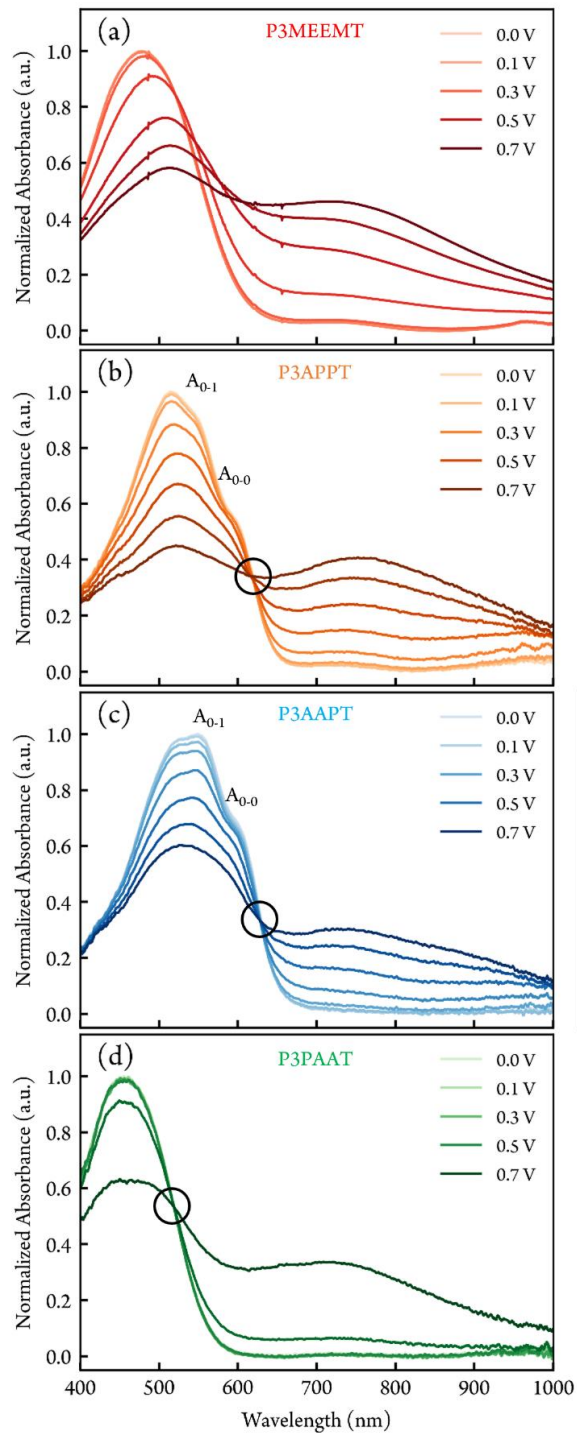 (a) P3MEEMT
0.0 V
0.1 V
0.3 V
0.5 V
0.7 V
1.0
0.8
0.6
0.4
0.2
0.0
Normalized Absorbance (a.u.)
(b) P3APPT
A0-1
A0-0
0.0 V
0.1 V
0.3 V
0.5 V
0.7 V
1.0
0.8
0.6
0.4
0.2
0.0
Normalized Absorbance (a.u.)
(c) P3AAPT
A0-1
A0-0
0.0 V
0.1 V
0.3 V
0.5 V
0.7 V
1.0
0.8
0.6
0.4
0.2
0.0
Normalized Absorbance (a.u.)
(d) P3PAAT
0.0 V
0.1 V
0.3 V
0.5 V
0.7 V
1.0
0.8
0.6
0.4
0.2
0.0
Normalized Absorbance (a.u.)
400 500 600 700 800 900 1000
Wavelength (nm)